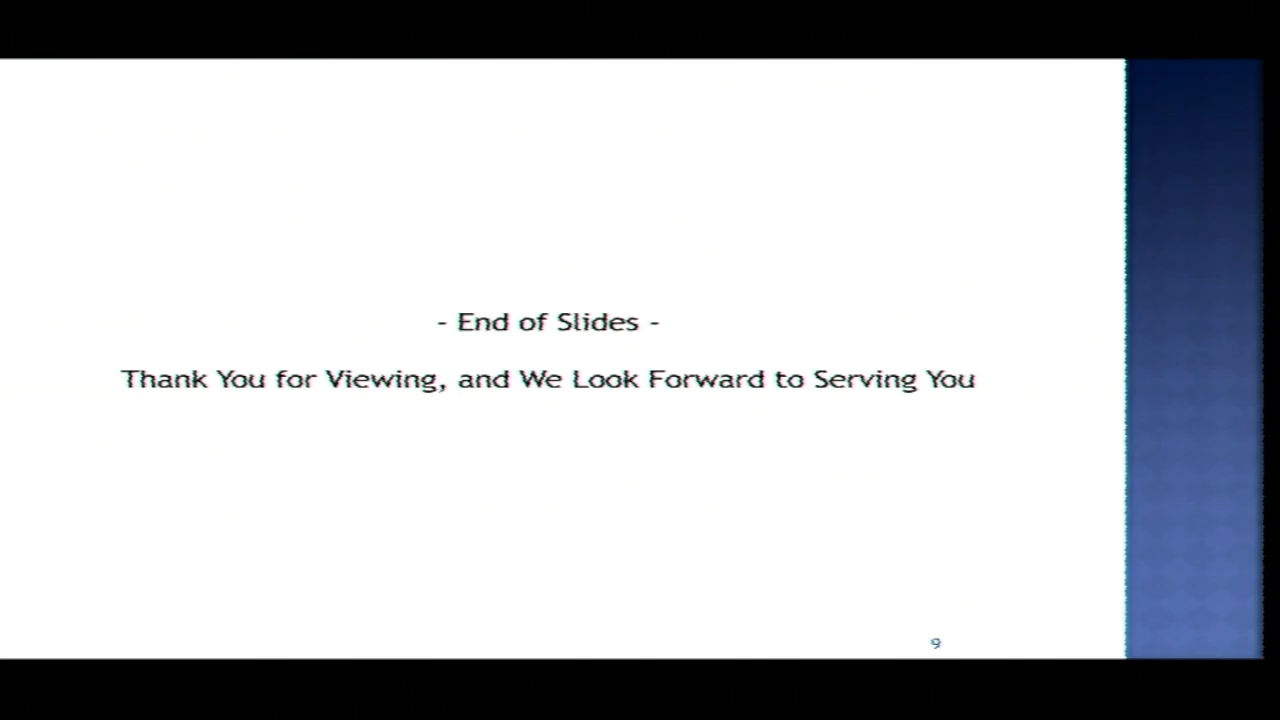 - End of Slides -
Thank You for Viewing, and We Look Forward to Serving You
9